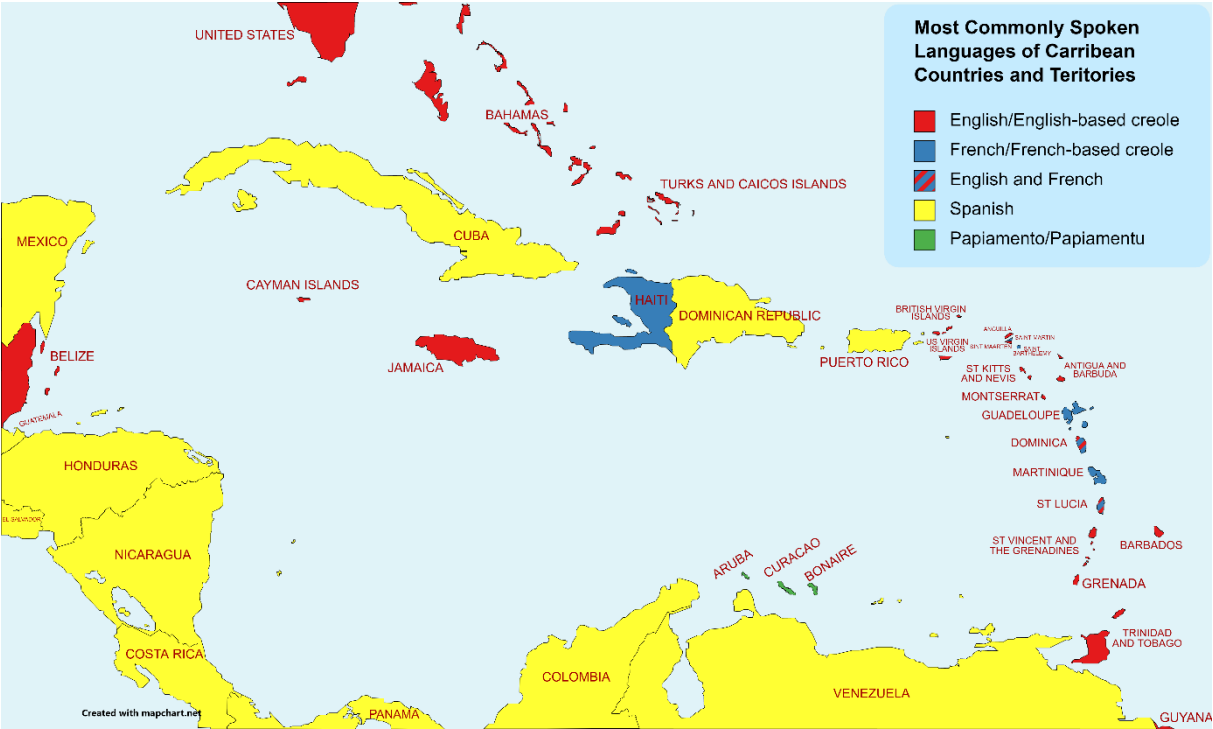 Most Commonly Spoken
Languages of Carribean
Countries and Teritories
English/English-based creole
French/French-based creole
English and French
Spanish
Papiamento/Papiamentu
UNITED STATES
BAHAMAS
TURKS AND CAICOS ISLANDS
MEXICO
CUBA
CAYMAN ISLANDS
HAITI
DOMINICAN REPUBLIC
BRITISH VIRGIN
ISLANDS
ANGUILLA
SAINT MARTIN
US VIRGIN
ISLANDS
SINT MAARTEN
SAINT
BARTHELEMY
BELIZE
JAMAICA
PUERTO RICO
ST KITTS
AND NEVIS
ANTIGUA AND
BARBUDA
MONTSERRAT
GUADELOUPE
GUATEMALA
DOMINICA
HONDURAS
MARTINIQUE
ST LUCIA
EL SALVADOR
NICARAGUA
ST VINCENT AND
THE GRENADINES
BARBADOS
ARUBA
CURACAO
BONAIRE
GRENADA
TRINIDAD
AND TOBAGO
COSTA RICA
COLOMBIA
VENEZUELA
PANAMA
GUYANA
Created with mapchart.net